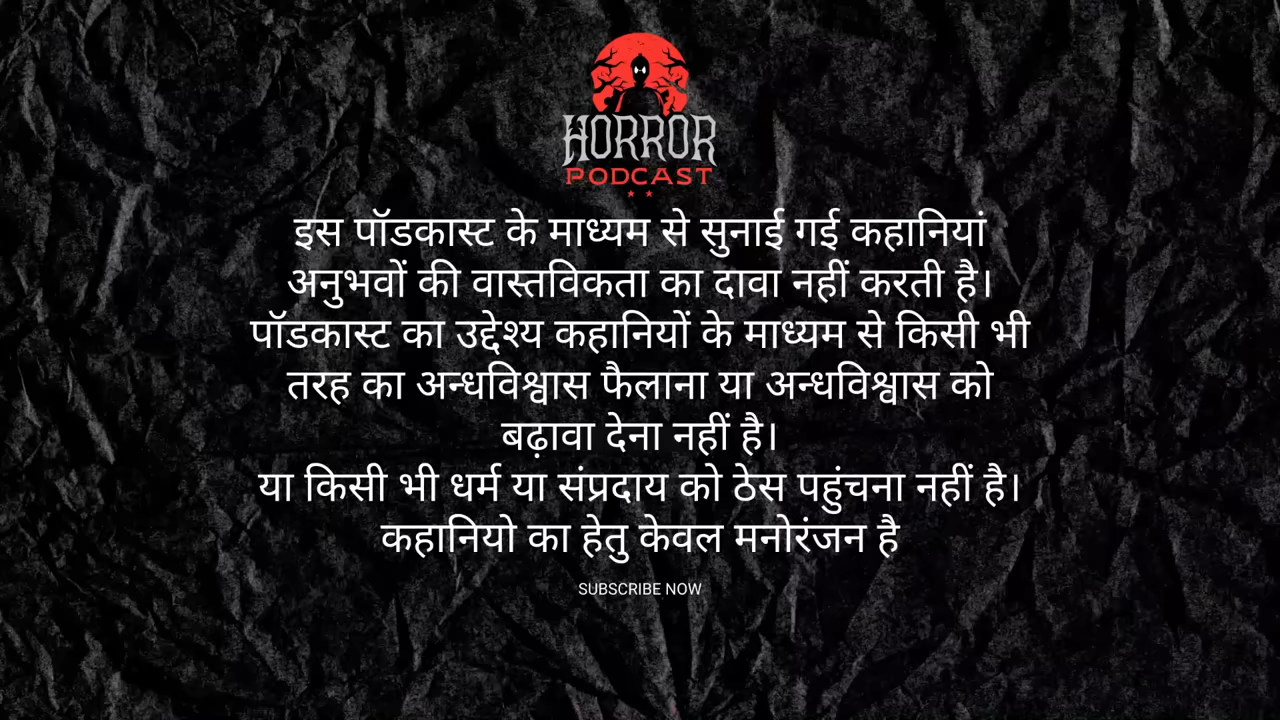 HORROR
PODCAST
इस पॉडकास्ट के माध्यम से सुनाई गई कहानियां
अनुभवों की वास्तविकता का दावा नहीं करती है।
पॉडकास्ट का उद्देश्य कहानियों के माध्यम से किसी भी
तरह का अन्धविश्वास फैलाना या अन्धविश्वास को
बढ़ावा देना नहीं है।
या किसी भी धर्म या संप्रदाय को ठेस पहुंचना नहीं है।
कहानियो का हेतु केवल मनोरंजन है
SUBSCRIBE NOW